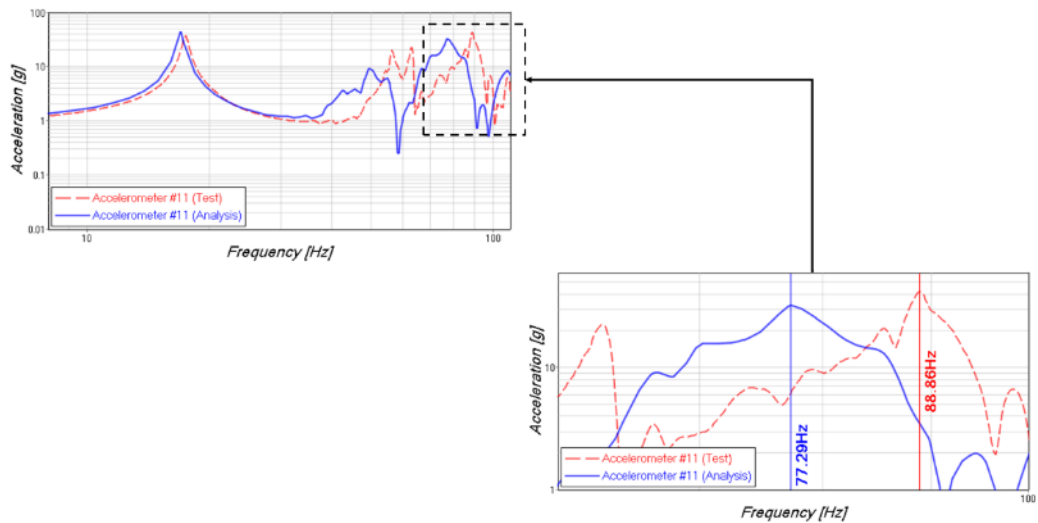 100
10
1
0.1
0.01
Acceleration [g]
Accelerometer #11 (Test)
Accelerometer #11 (Analysis)
10
100
Frequency [Hz]
Acceleration [g]
10
1
77.29Hz
88.86Hz
Accelerometer #11 (Test)
Accelerometer #11 (Analysis)
100
Frequency [Hz]